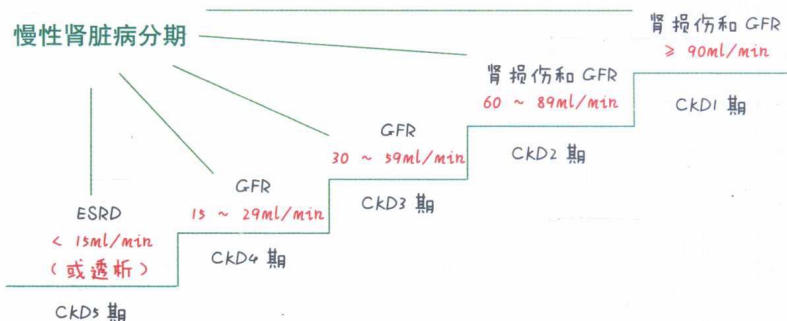 慢性肾脏病分期
肾损伤和 GFR
≥ 90ml/min
CKD1 期
肾损伤和 GFR
60 ~ 89ml/min
CKD2 期
GFR
30 ~ 59ml/min
CKD3 期
GFR
15 ~ 29ml/min
CKD4 期
ESRD
< 15ml/min
(或透析)
CKD5 期